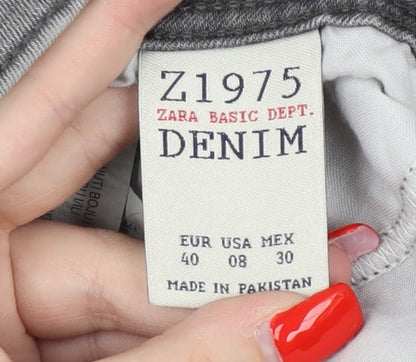 Z1975
ZARA BASIC DEPT.
DENIM
EUR USA MEX
40 08 30
MADE IN PAKISTAN